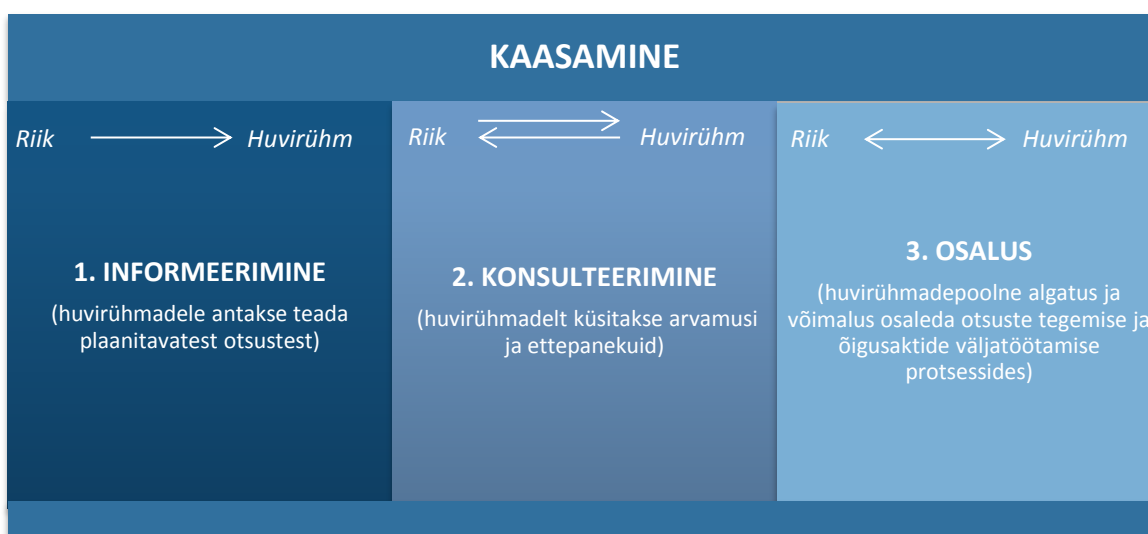 KAASAMINE
Riik Huvirühm
1. INFORMEERIMINE
(huvirühmadele antakse teada
plaanitavatest otsustest)
Riik Huvirühm
2. KONSULTEERIMINE
(huvirühmadelt küsitakse arvamusi
ja ettepanekuid)
Riik Huvirühm
3. OSALUS
(huvirühmadepoolne algatus ja
võimalus osaleda otsuste tegemise ja
õigusaktide väljatöötamise
protsessides)